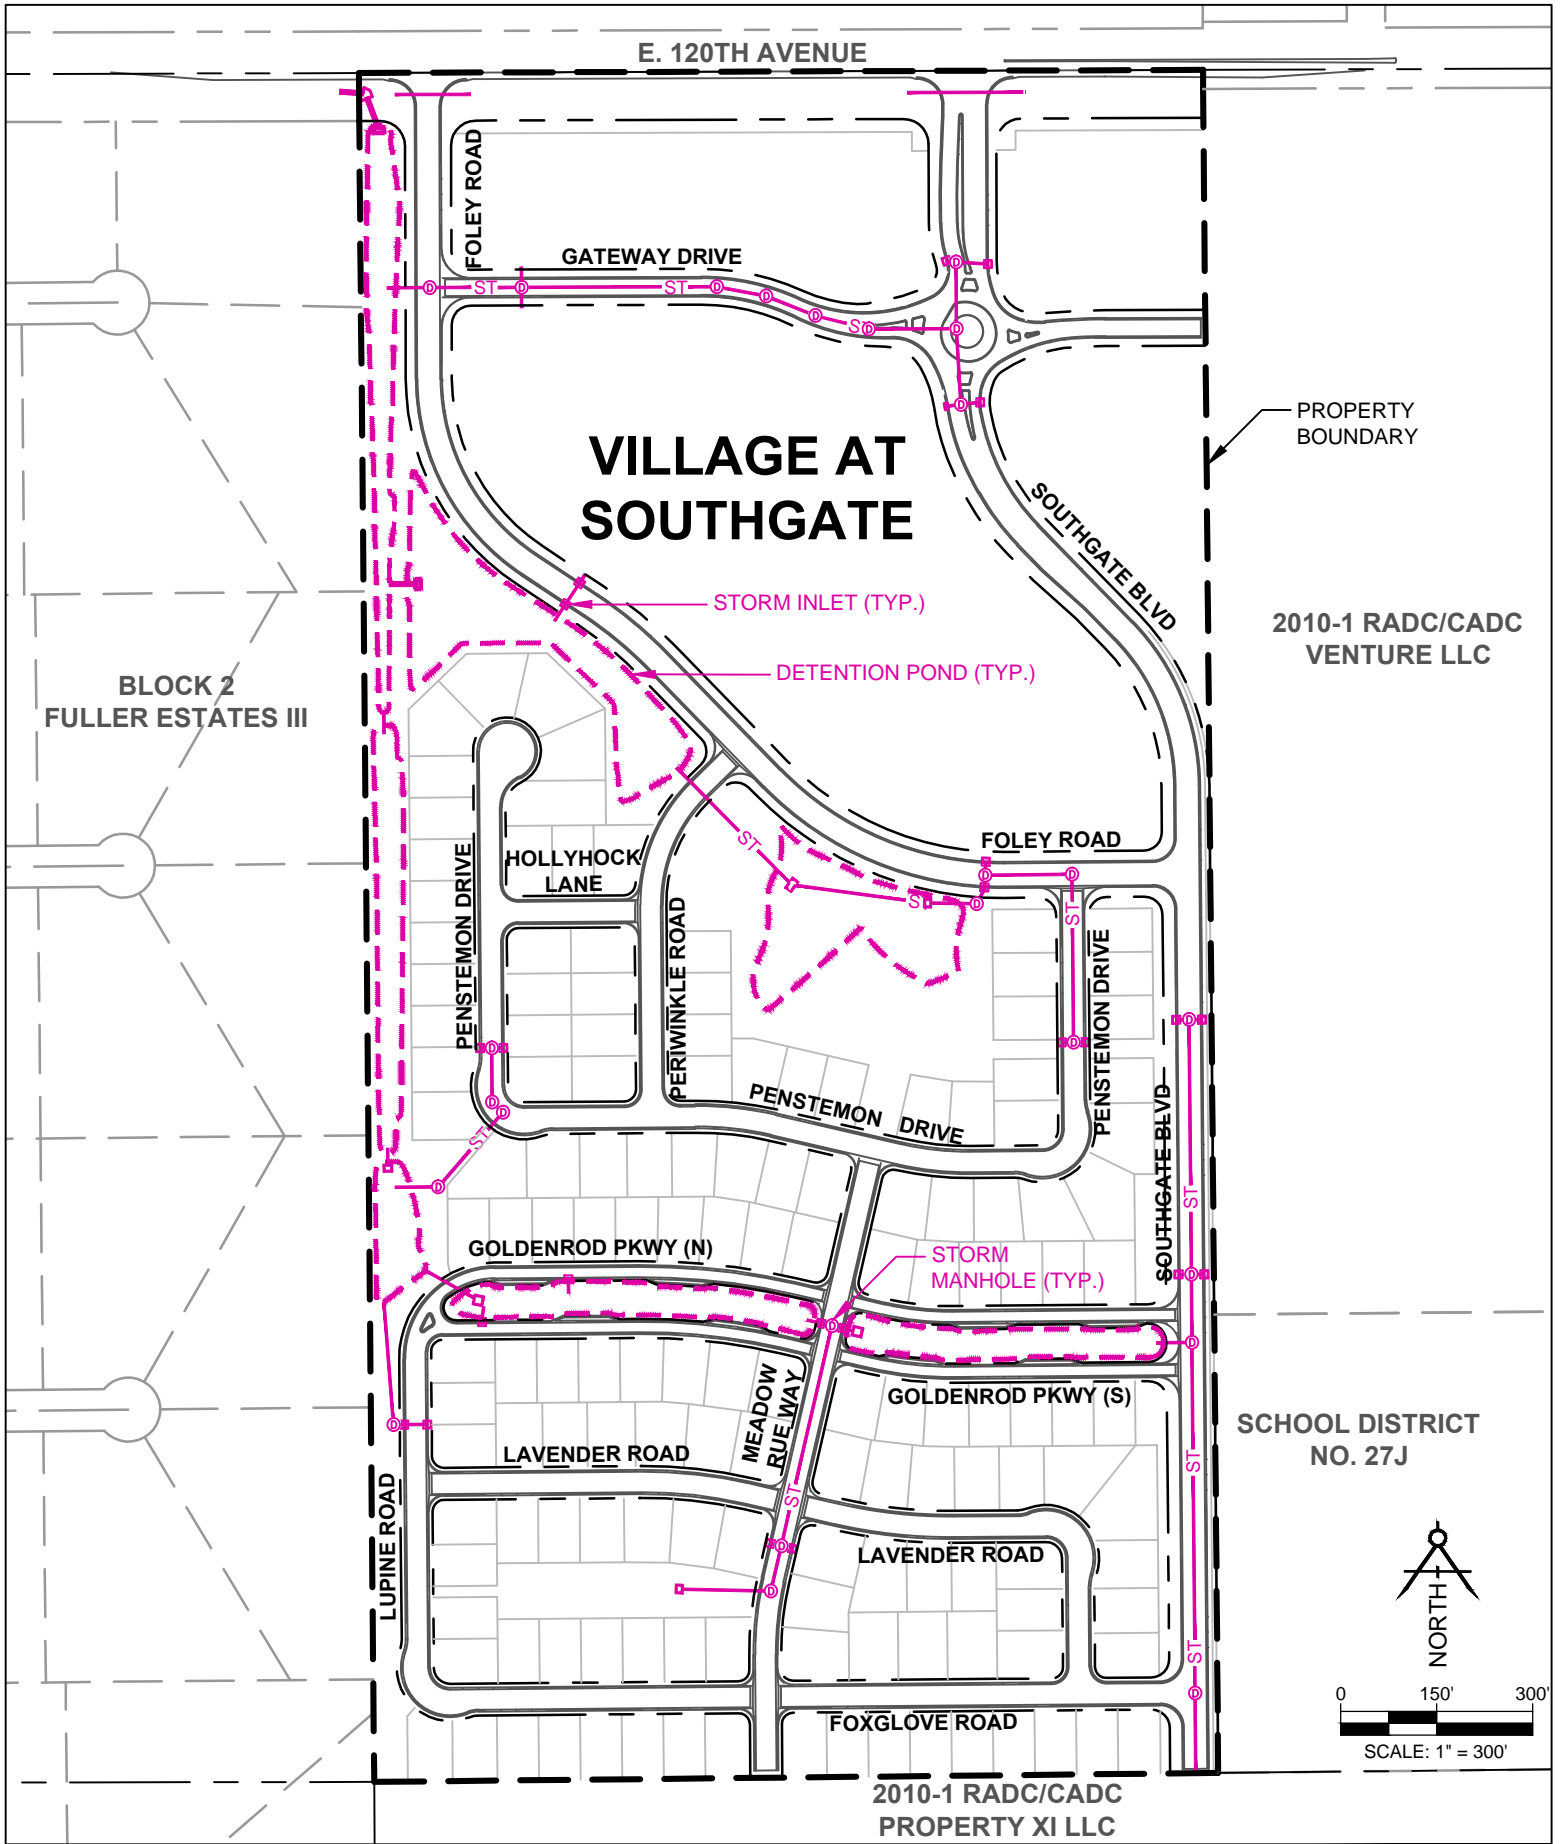 E. 120TH AVENUE
FOLEY ROAD
GATEWAY DRIVE
ST
ST
S
D
D
D
D
D
D
D
D
D
VILLAGE AT
SOUTHGATE
PROPERTY
BOUNDARY
SOUTHGATE BLVD
STORM INLET (TYP.)
DETENTION POND (TYP.)
2010-1 RADC/CADC
VENTURE LLC
BLOCK 2
FULLER ESTATES III
FOLEY ROAD
ST
S
D
D
D
ST
D
HOLLYHOCK
LANE
PENSTEMON DRIVE
PERIWINKLE ROAD
PENSTEMON DRIVE
PENSTEMON DRIVE
D
D
D
ST
D
SOUTHGATE BLVD
D
ST
D
D
ST
ST
D
GOLDENROD PKWY (N)
STORM
MANHOLE (TYP.)
D
GOLDENROD PKWY (S)
MEADOW
RUE WAY
ST
D
D
D
LAVENDER ROAD
LUPINE ROAD
LAVENDER ROAD
SCHOOL DISTRICT
NO. 27J
FOXGLOVE ROAD
NORTH
0 150' 300'
SCALE: 1" = 300'
2010-1 RADC/CADC
PROPERTY XI LLC